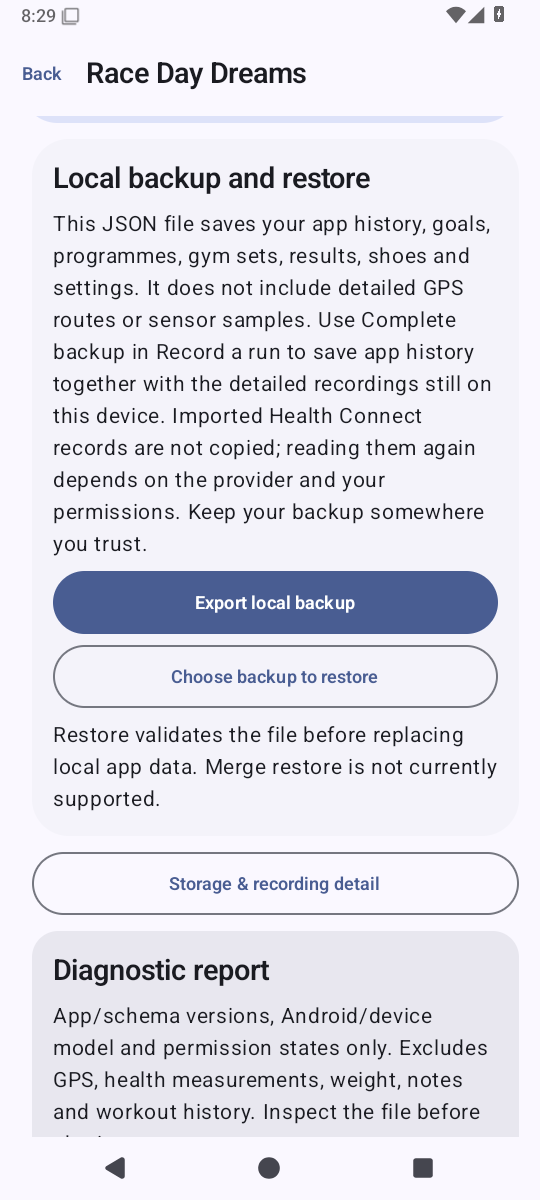 8:29
Back Race Day Dreams
Local backup and restore
This JSON file saves your app history, goals,
programmes, gym sets, results, shoes and
settings. It does not include detailed GPS
routes or sensor samples. Use Complete
backup in Record a run to save app history
together with the detailed recordings still on
this device. Imported Health Connect
records are not copied; reading them again
depends on the provider and your
permissions. Keep your backup somewhere
you trust.
Export local backup
Choose backup to restore
Restore validates the file before replacing
local app data. Merge restore is not currently
supported.
Storage & recording detail
Diagnostic report
App/schema versions, Android/device
model and permission states only. Excludes
GPS, health measurements, weight, notes
and workout history. Inspect the file before